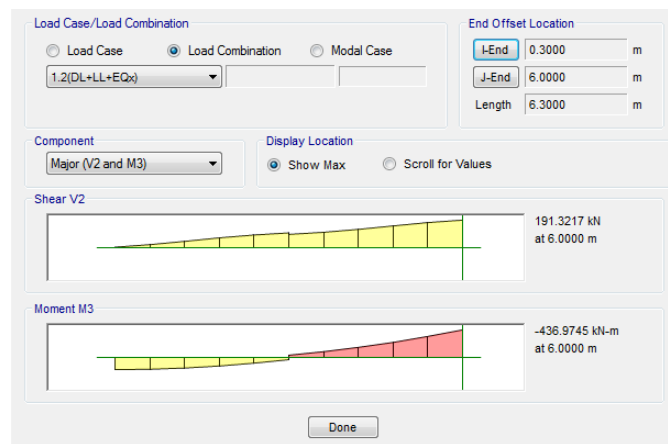 Load Case/Load Combination
Load Case
Load Combination
Modal Case
1.2(DL+LL+EQx)
End Offset Location
I-End
0.3000
m
J-End
6.0000
m
Length
6.3000
m
Component
Major (V2 and M3)
Display Location
Show Max
Scroll for Values
Shear V2
191.3217 kN
at 6.0000 m
Moment M3
-436.9745 kN-m
at 6.0000 m
Done